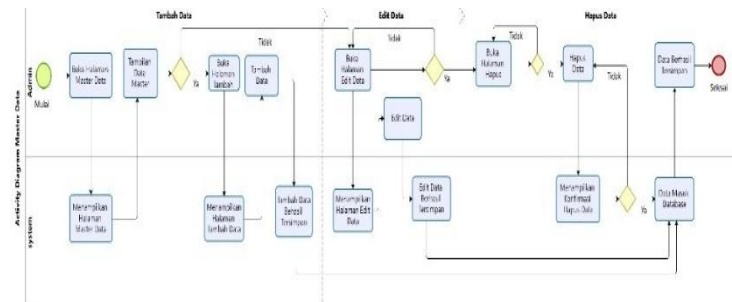 Tambah Data
Edit Data
Hapus Data
Activity Diagram Master Data
Admin
system
Mulai
Buka Halaman
Master Data
Tampilan
Data
Master
Ya
Tidak
Buka
Halaman
Tambah
Tambah
Data
Buka
Halaman
Edit Data
Tidak
Ya
Edit Data
Buka
Halaman
Hapus
Tidak
Ya
Hapus
Data
Tidak
Data Berhasil
Tersimpan
Selesai
Menampilkan
Halaman
Master Data
Menampilkan
Halaman
Tambah Data
Tambah Data
Berhasil
Tersimpan
Menampilkan
Halaman Edit
Data
Edit Data
Berhasil
Tersimpan
Menampilkan
Konfirmasi
Hapus Data
Ya
Data Masuk
Database